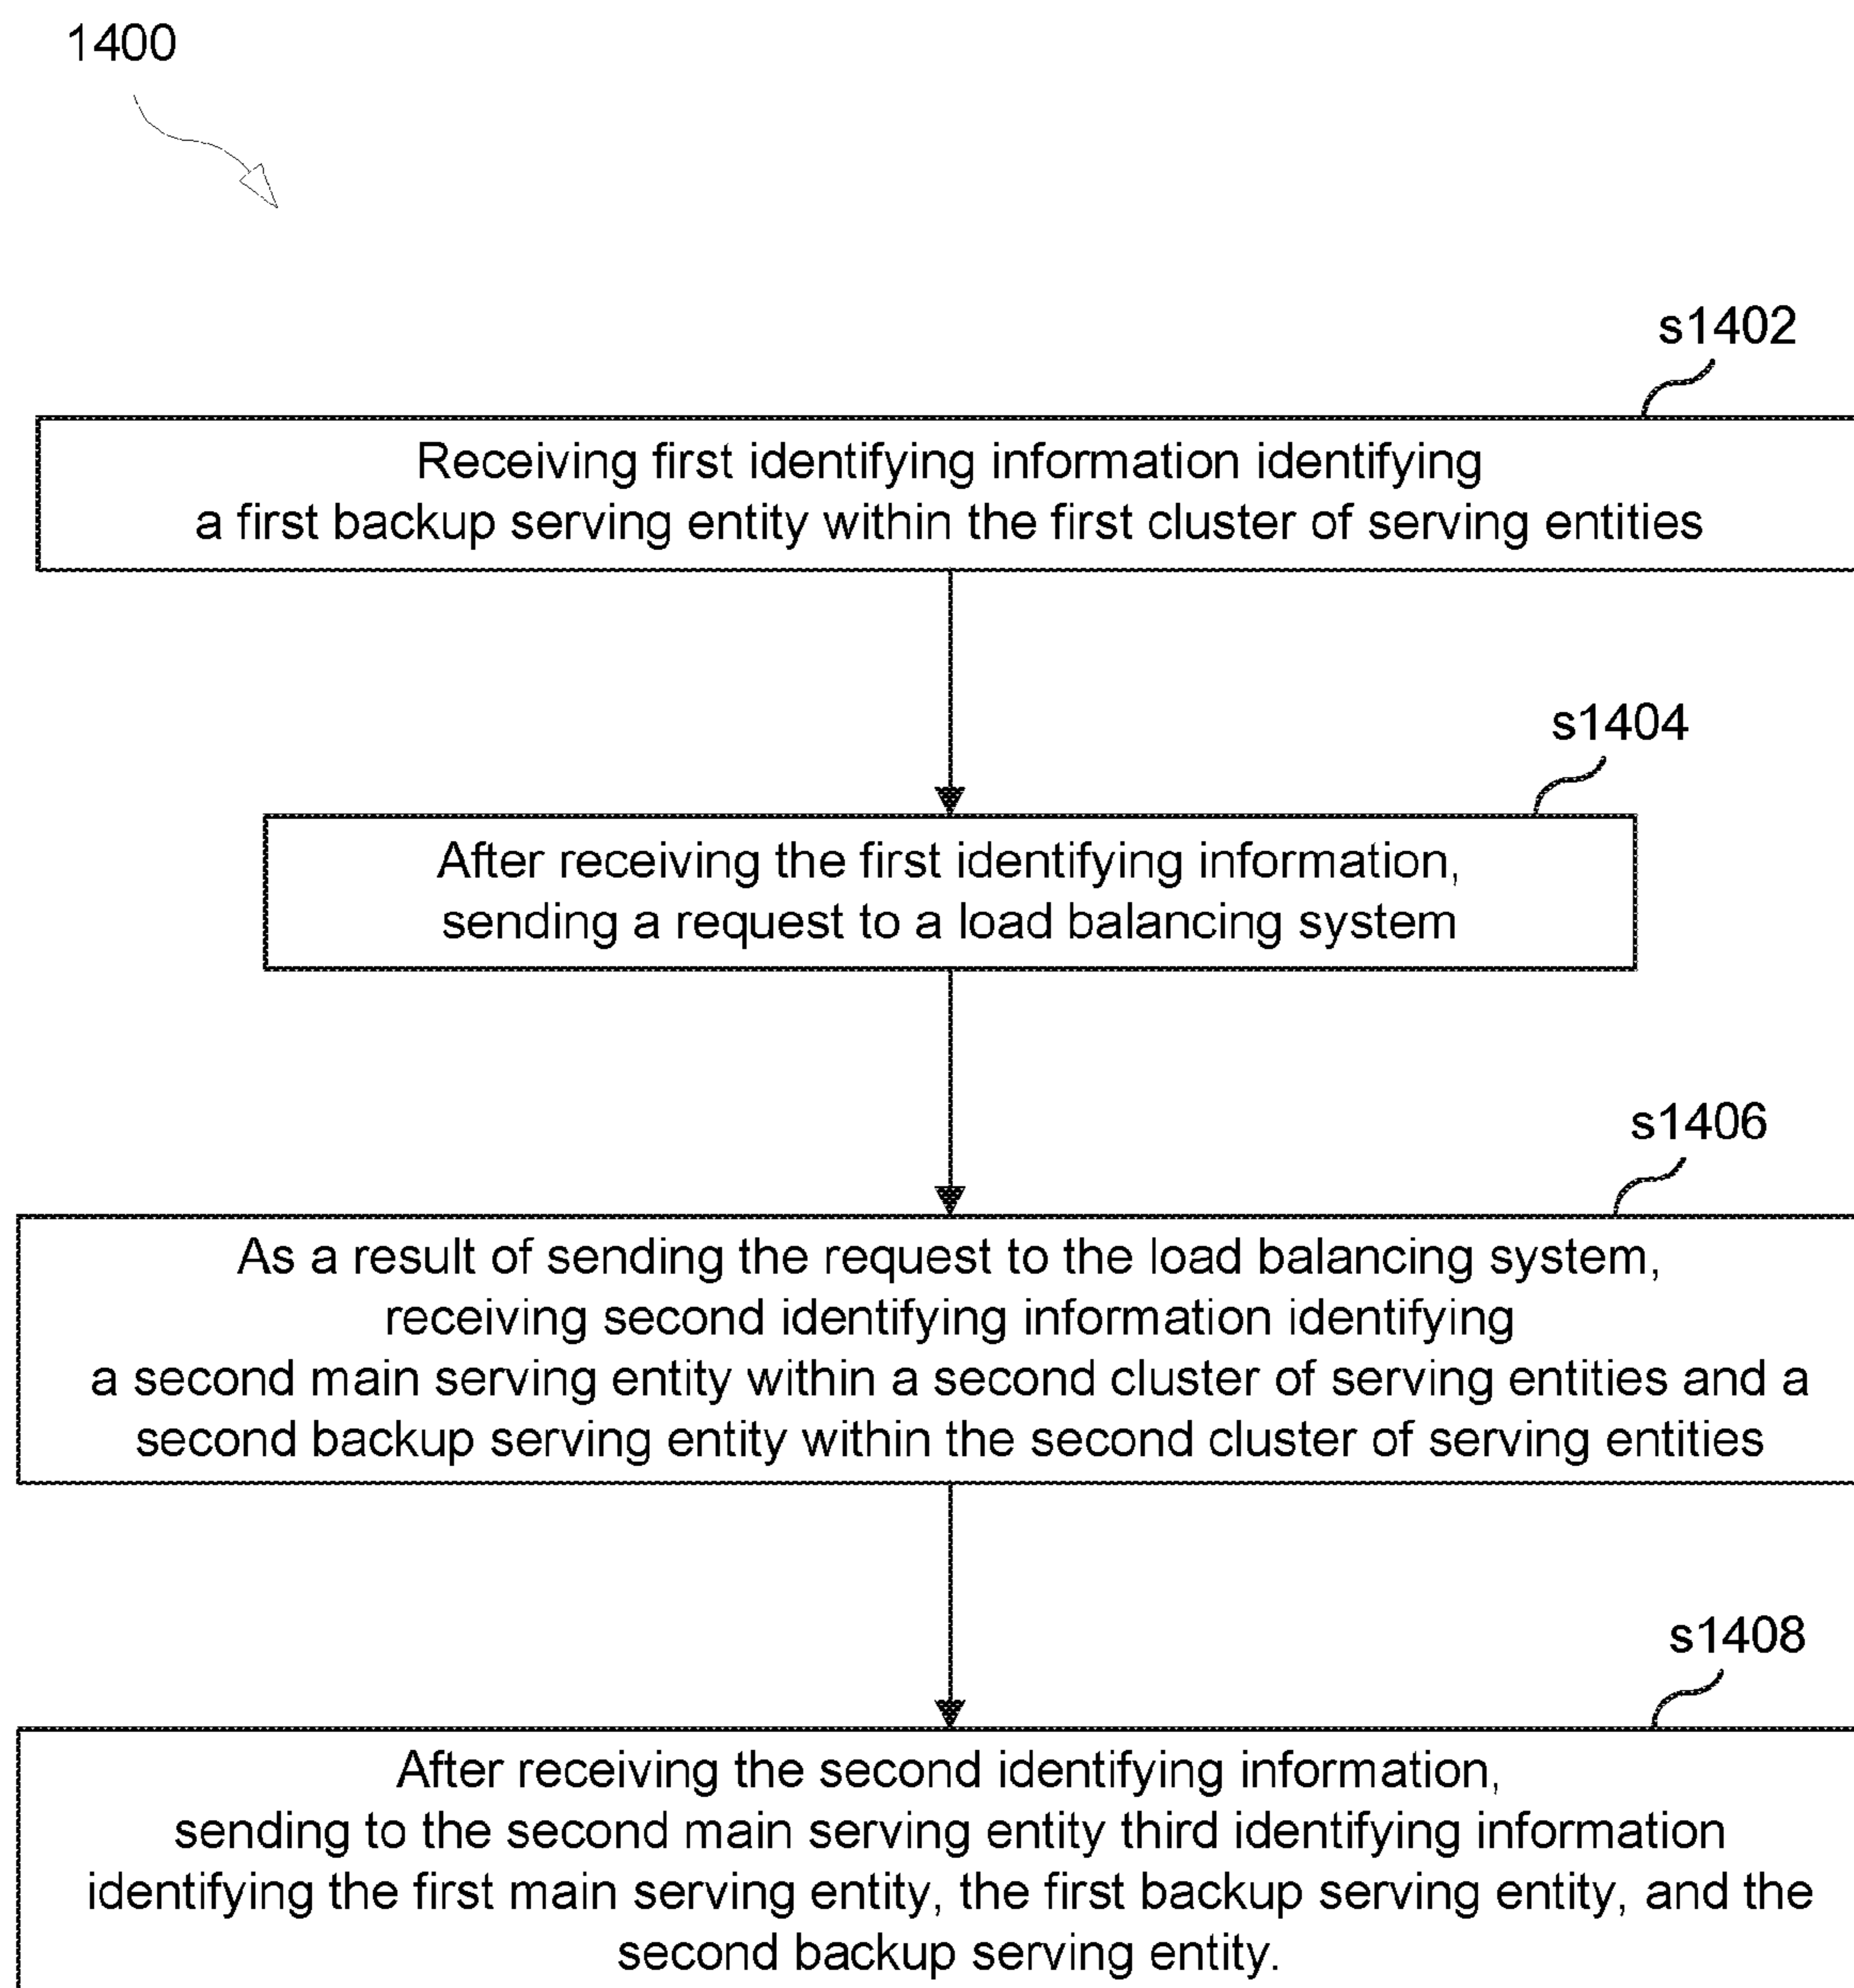 1400
s1402
Receiving first identifying information identifying
a first backup serving entity within the first cluster of serving entities
s1404
After receiving the first identifying information,
sending a request to a load balancing system
s1406
As a result of sending the request to the load balancing system,
receiving second identifying information identifying
a second main serving entity within a second cluster of serving entities and a
second backup serving entity within the second cluster of serving entities
s1408
After receiving the second identifying information,
sending to the second main serving entity third identifying information
identifying the first main serving entity, the first backup serving entity, and the
second backup serving entity.